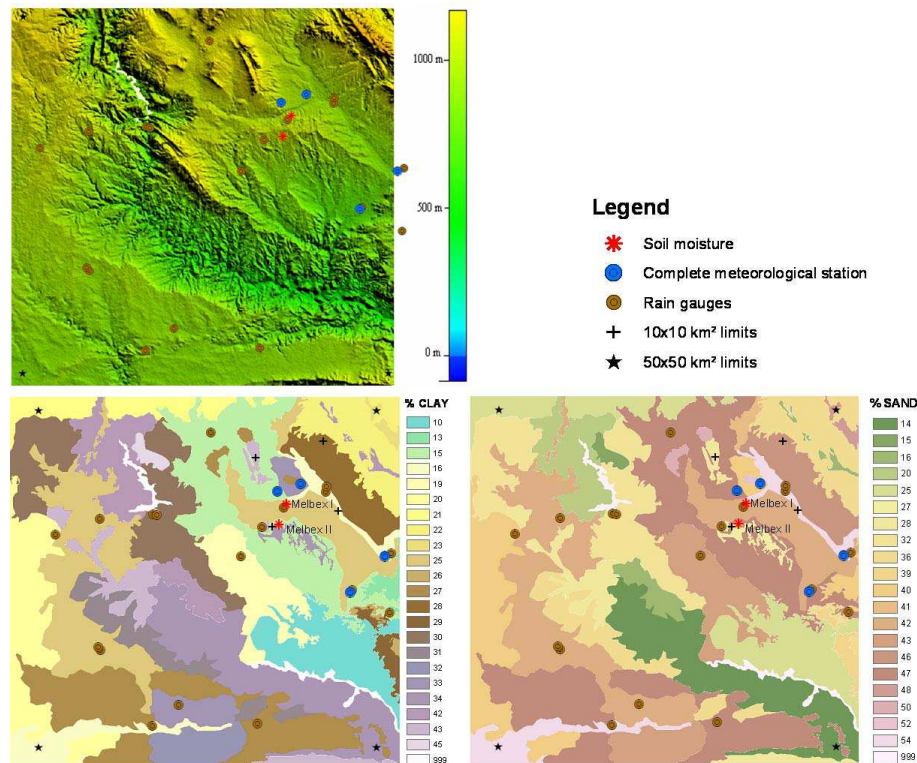 1000 m
500 m
0 m
Legend
Soil moisture
Complete meteorological station
Rain gauges
10x10 km² limits
50x50 km² limits
% CLAY
10
13
15
16
19
20
21
22
23
25
26
27
28
29
30
31
32
33
34
42
43
45
999
Melbex I
Melbex II
% SAND
14
15
16
20
25
27
28
32
36
39
40
41
42
43
46
47
48
50
52
54
999
Melbex I
Melbex II